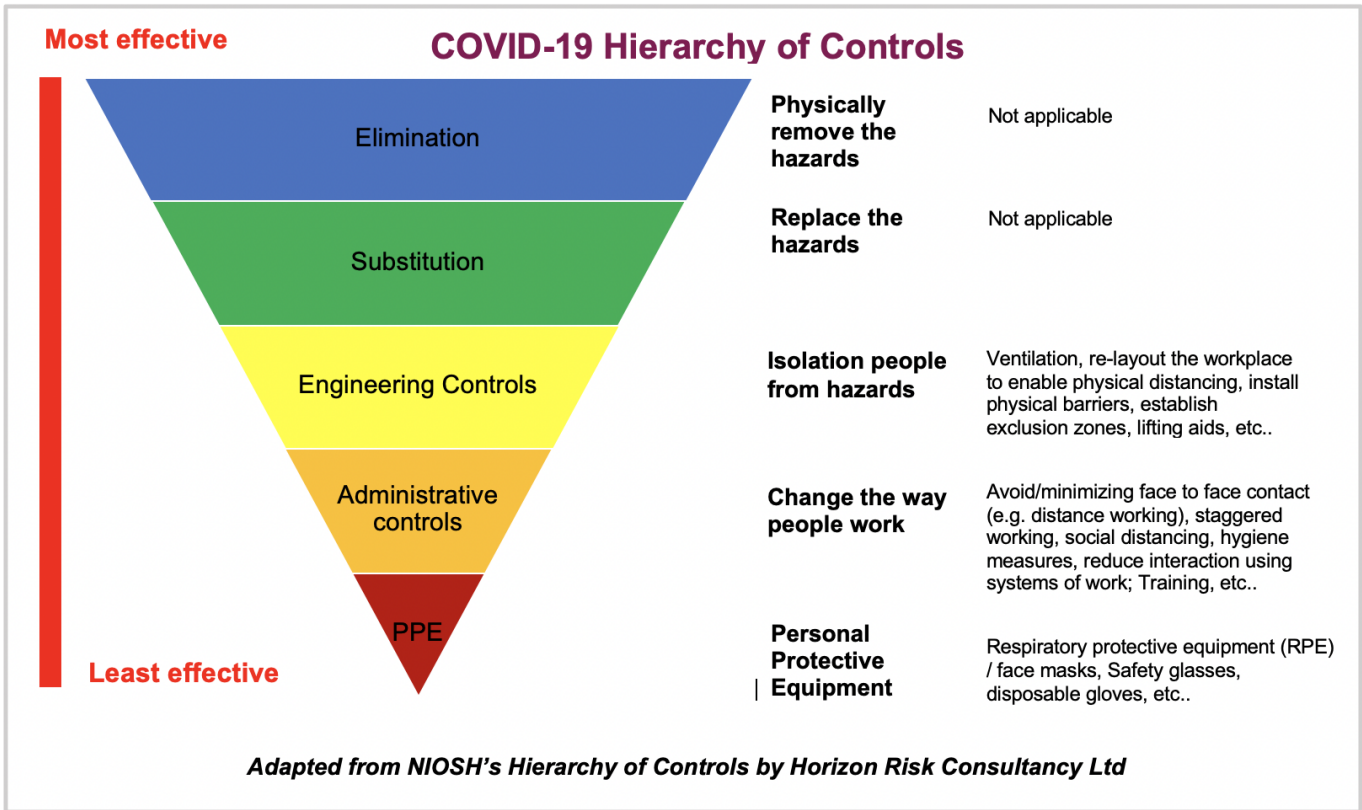 Most effective
COVID-19 Hierarchy of Controls
Elimination
Physically
remove the
hazards
Not applicable
Substitution
Replace the
hazards
Not applicable
Engineering Controls
Isolation people
from hazards
Ventilation, re-layout the workplace
to enable physical distancing, install
physical barriers, establish
exclusion zones, lifting aids, etc..
Administrative
controls
Change the way
people work
Avoid/minimizing face to face contact
(e.g. distance working), staggered
working, social distancing, hygiene
measures, reduce interaction using
systems of work; Training, etc..
PPE
Personal
Protective
Equipment
Respiratory protective equipment (RPE)
/ face masks, Safety glasses,
disposable gloves, etc..
Least effective
Adapted from NIOSH's Hierarchy of Controls by Horizon Risk Consultancy Ltd